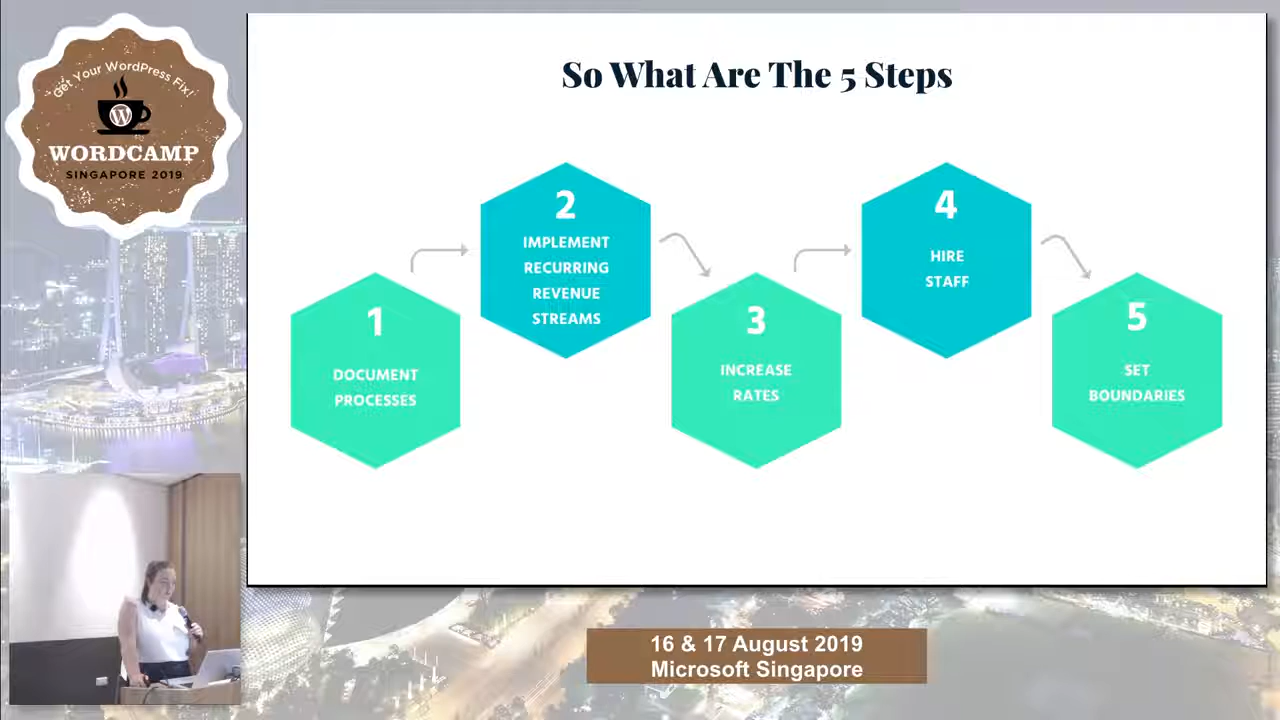 Get Your WordPress Fix!
WORDCAMP
SINGAPORE 2019
So What Are The 5 Steps
1
DOCUMENT
PROCESSES
2
IMPLEMENT
RECURRING
REVENUE
STREAMS
3
INCREASE
RATES
4
HIRE
STAFF
5
SET
BOUNDARIES
16 & 17 August 2019
Microsoft Singapore